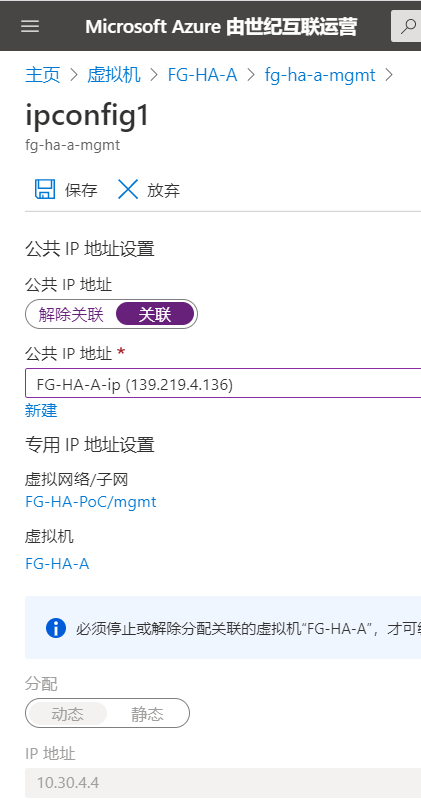 Microsoft Azure 由世纪互联运营
主页 > 虚拟机 > FG-HA-A > fg-ha-a-mgmt >
ipconfig1
fg-ha-a-mgmt
保存 放弃
公共 IP 地址设置
公共 IP 地址
解除关联 关联
公共 IP 地址 *
FG-HA-A-ip (139.219.4.136)
新建
专用 IP 地址设置
虚拟网络/子网
FG-HA-PoC/mgmt
虚拟机
FG-HA-A
必须停止或解除分配关联的虚拟机“FG-HA-A”，才可
分配
动态 静态
IP 地址
10.30.4.4